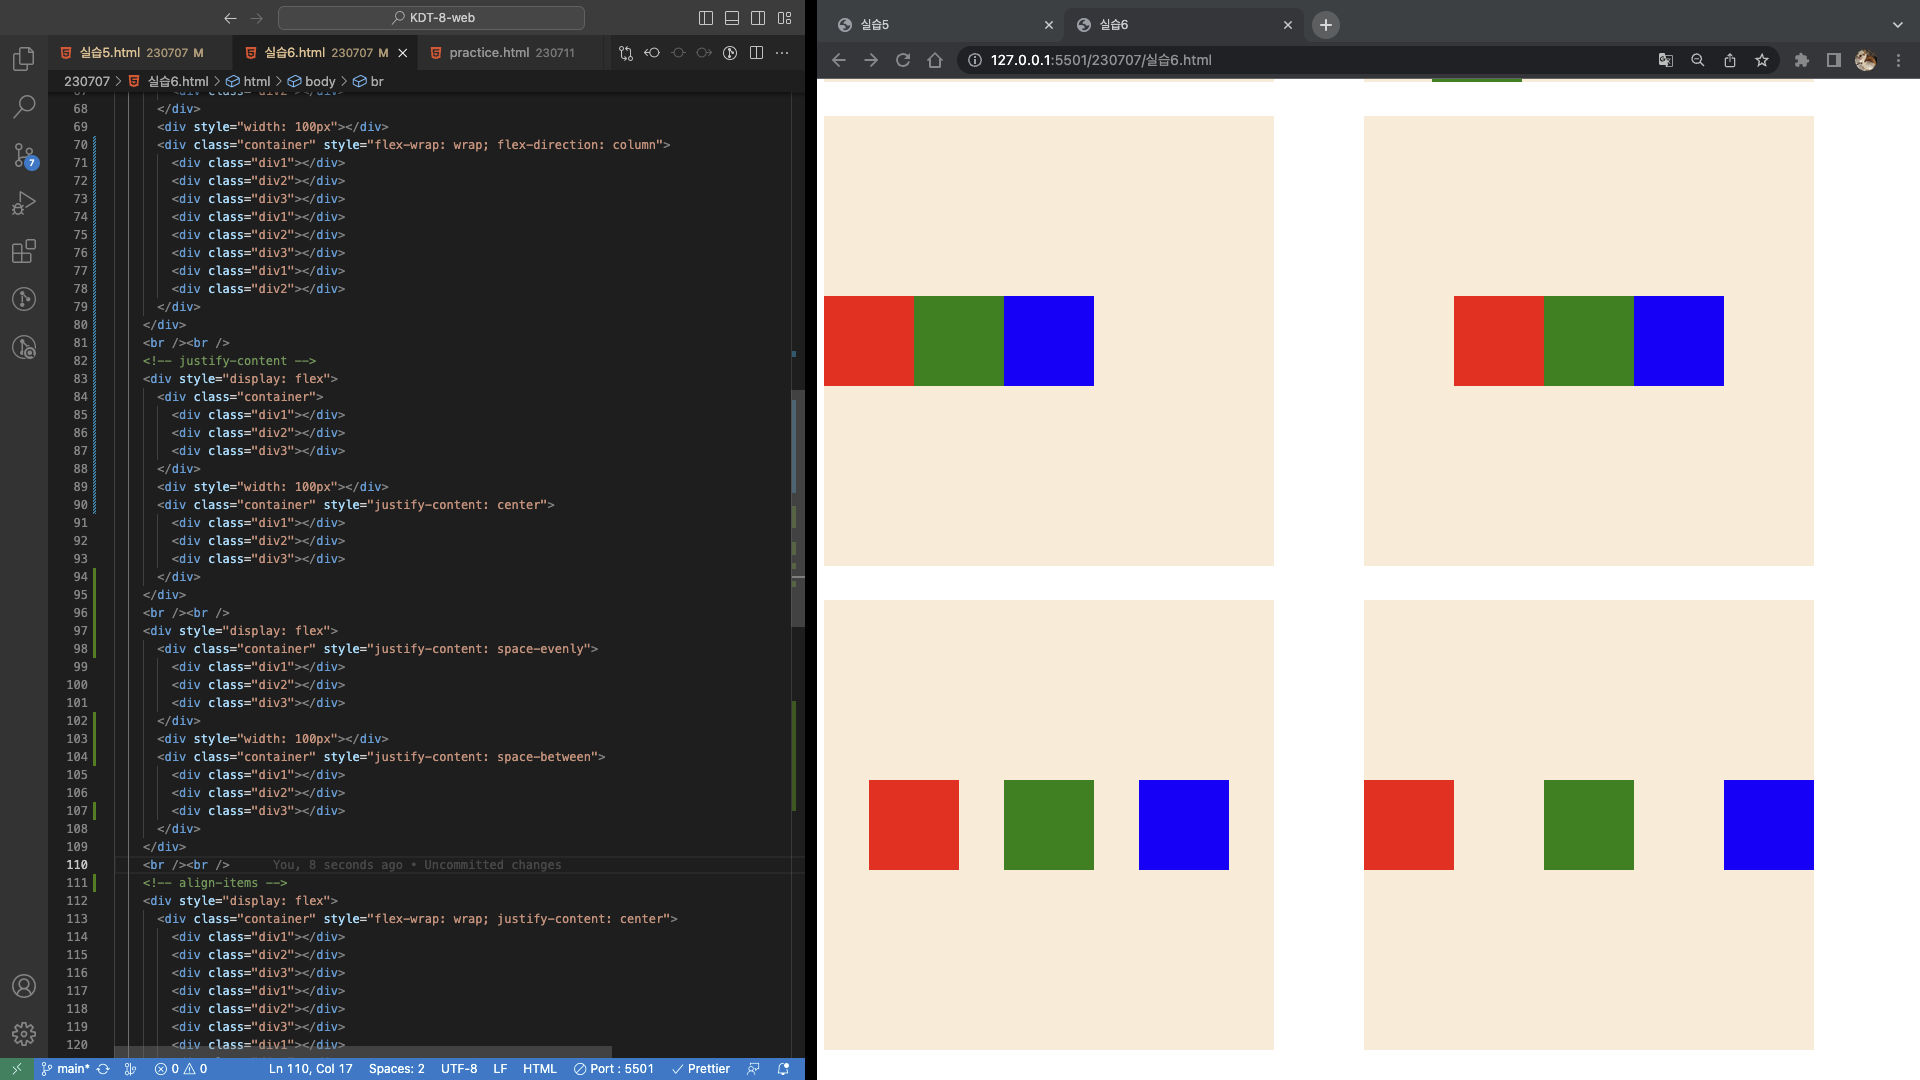 KDT-8-web
실습5.html 230707 M
실습6.html 230707 M
practice.html 230711
230707 > 실습6.html > html > body > br
68 </div>
69 <div style="width: 100px"></div>
70 <div class="container" style="flex-wrap: wrap; flex-direction: column">
71 <div class="div1"></div>
72 <div class="div2"></div>
73 <div class="div3"></div>
74 <div class="div1"></div>
75 <div class="div2"></div>
76 <div class="div3"></div>
77 <div class="div1"></div>
78 <div class="div2"></div>
79 </div>
80 </div>
81 <br /><br />
82 <!-- justify-content -->
83 <div style="display: flex">
84 <div class="container">
85 <div class="div1"></div>
86 <div class="div2"></div>
87 <div class="div3"></div>
88 </div>
89 <div style="width: 100px"></div>
90 <div class="container" style="justify-content: center">
91 <div class="div1"></div>
92 <div class="div2"></div>
93 <div class="div3"></div>
94 </div>
95 </div>
96 <br /><br />
97 <div style="display: flex">
98 <div class="container" style="justify-content: space-evenly">
99 <div class="div1"></div>
100 <div class="div2"></div>
101 <div class="div3"></div>
102 </div>
103 <div style="width: 100px"></div>
104 <div class="container" style="justify-content: space-between">
105 <div class="div1"></div>
106 <div class="div2"></div>
107 <div class="div3"></div>
108 </div>
109 </div>
110 <br /><br /> You, 8 seconds ago • Uncommitted changes
111 <!-- align-items -->
112 <div style="display: flex">
113 <div class="container" style="flex-wrap: wrap; justify-content: center">
114 <div class="div1"></div>
115 <div class="div2"></div>
116 <div class="div3"></div>
117 <div class="div1"></div>
118 <div class="div2"></div>
119 <div class="div3"></div>
120 <div class="div1"></div>
7
main* 0 0 Ln 110, Col 17 Spaces: 2 UTF-8 LF HTML Port : 5501 Prettier
실습5
실습6
127.0.0.1:5501/230707/실습6.html